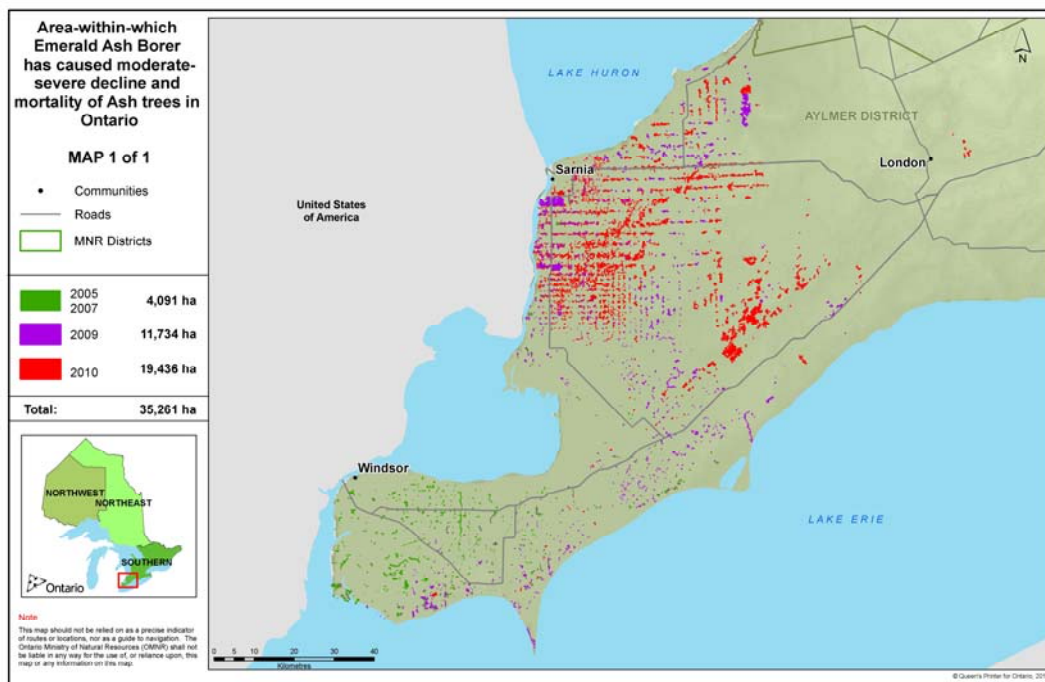 Area-within-which
Emerald Ash Borer
has caused moderate-
severe decline and
mortality of Ash trees in
Ontario
MAP 1 of 1
Communities
Roads
MNR Districts
2005
2007
4,091 ha
2009
11,734 ha
2010
19,436 ha
Total:
35,261 ha
NORTHWEST
NORTHEAST
SOUTHERN
Ontario
Note
This map should not be relied on as a precise indicator
of routes or locations, nor as a guide to navigation. The
Ontario Ministry of Natural Resources (OMNR) shall not
be liable in any way for the use of, or reliance upon, this
map or any information on this map.
LAKE HURON
N
AYLMER DISTRICT
London
Sarnia
United States
of America
Windsor
LAKE ERIE
0 5 10 20 30 40
Kilometres
© Queen's Printer for Ontario,